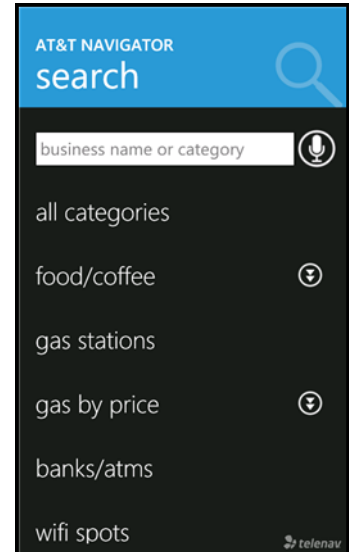 AT&T NAVIGATOR
search
business name or category
all categories
food/coffee
gas stations
gas by price
banks/atms
wifi spots
telenav